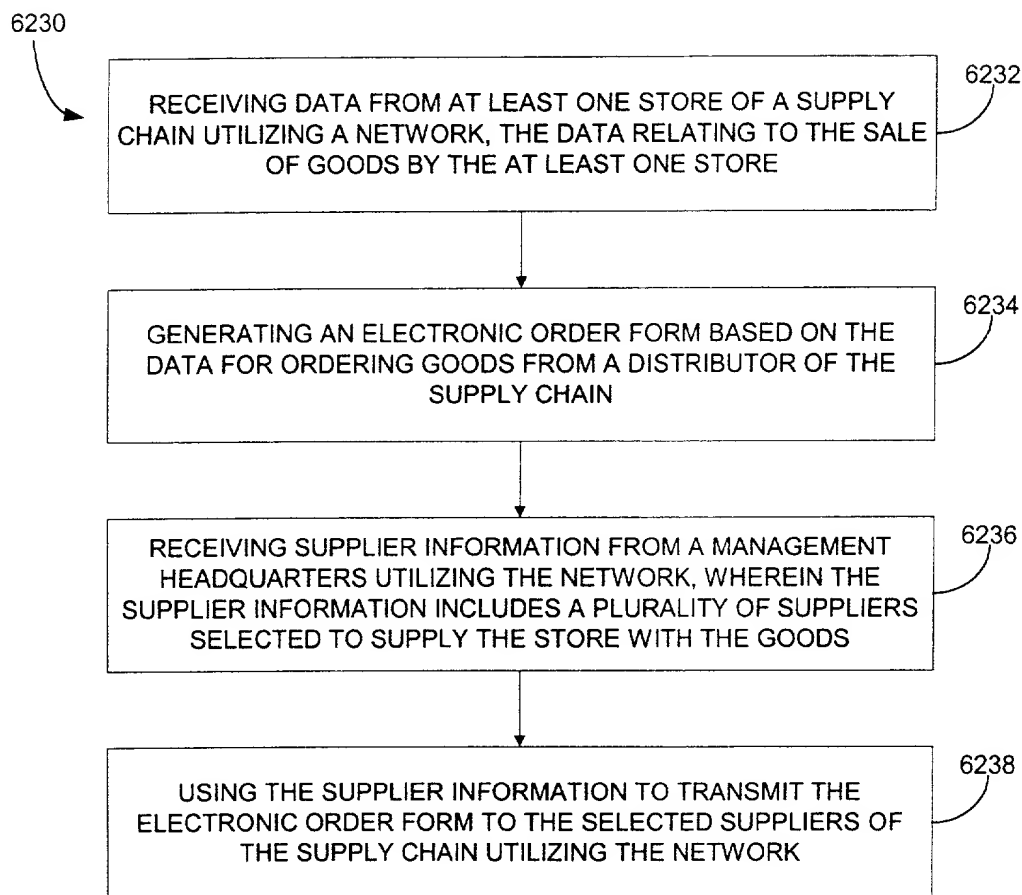 6230
6232
RECEIVING DATA FROM AT LEAST ONE STORE OF A SUPPLY
CHAIN UTILIZING A NETWORK, THE DATA RELATING TO THE SALE
OF GOODS BY THE AT LEAST ONE STORE
6234
GENERATING AN ELECTRONIC ORDER FORM BASED ON THE
DATA FOR ORDERING GOODS FROM A DISTRIBUTOR OF THE
SUPPLY CHAIN
6236
RECEIVING SUPPLIER INFORMATION FROM A MANAGEMENT
HEADQUARTERS UTILIZING THE NETWORK, WHEREIN THE
SUPPLIER INFORMATION INCLUDES A PLURALITY OF SUPPLIERS
SELECTED TO SUPPLY THE STORE WITH THE GOODS
6238
USING THE SUPPLIER INFORMATION TO TRANSMIT THE
ELECTRONIC ORDER FORM TO THE SELECTED SUPPLIERS OF
THE SUPPLY CHAIN UTILIZING THE NETWORK